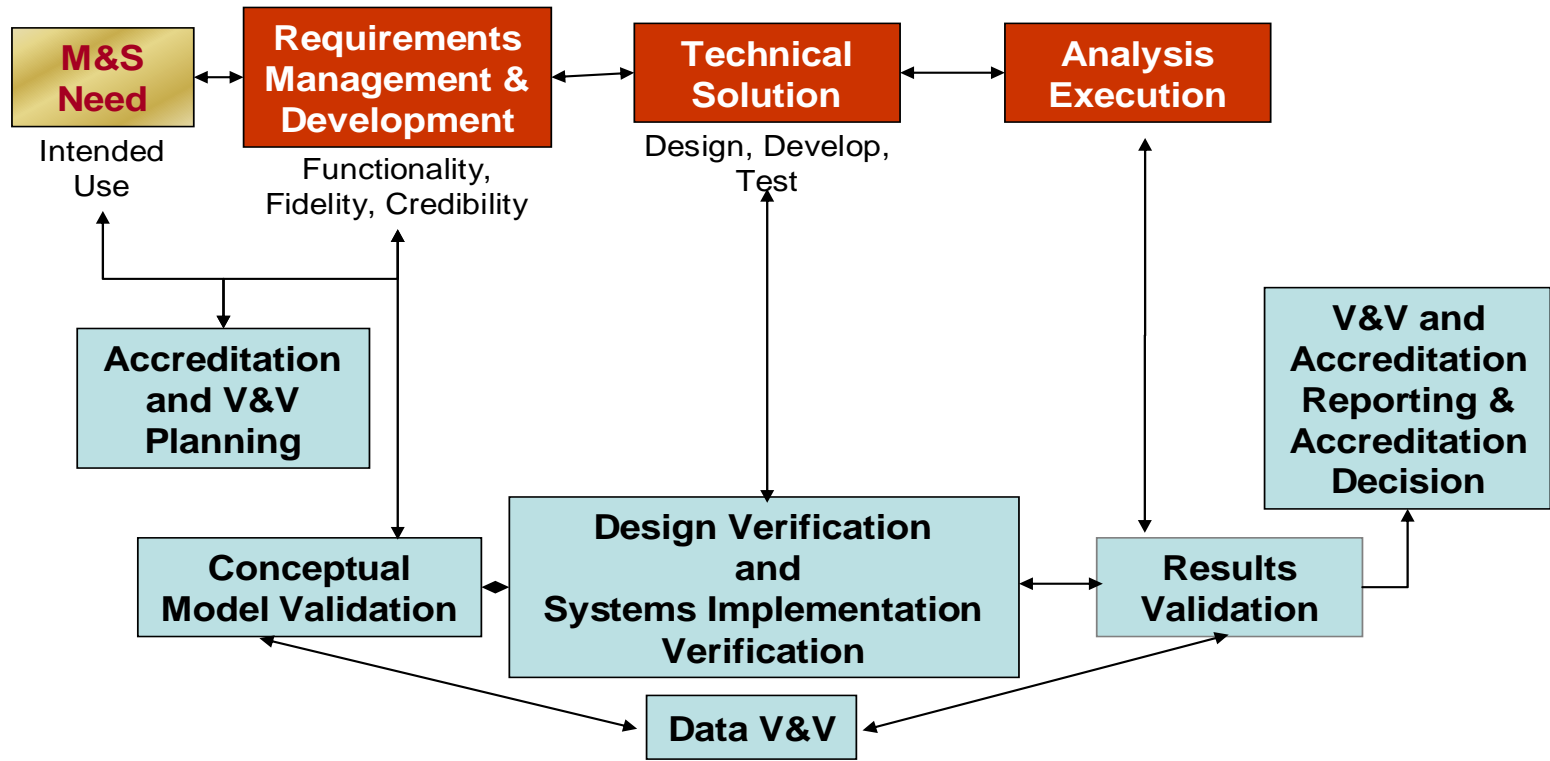 M&S
Need
Intended
Use
Requirements
Management &
Development
Functionality,
Fidelity, Credibility
Technical
Solution
Design, Develop,
Test
Analysis
Execution
Accreditation
and V&V
Planning
V&V and
Accreditation
Reporting &
Accreditation
Decision
Conceptual
Model Validation
Design Verification
and
Systems Implementation
Verification
Results
Validation
Data V&V